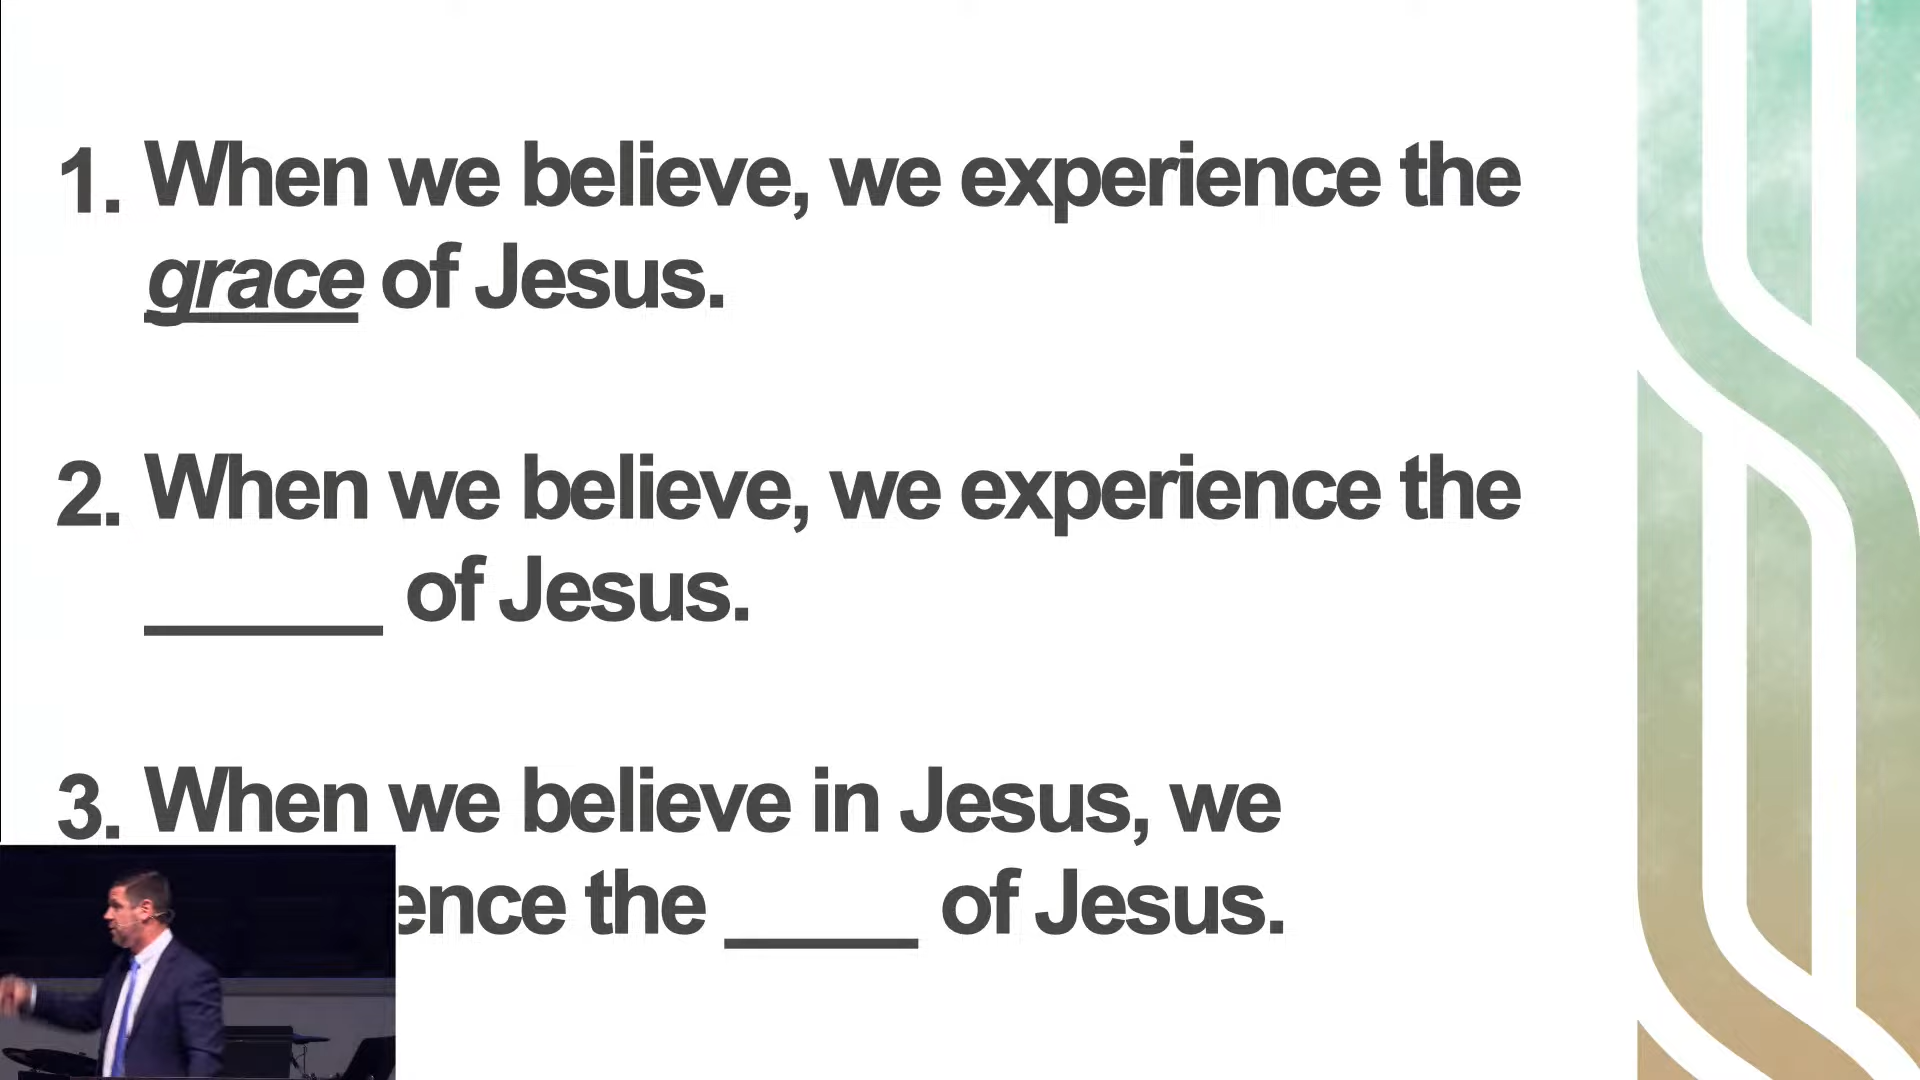 1. When we believe, we experience the
grace of Jesus.
2. When we believe, we experience the
______ of Jesus.
3. When we believe in Jesus, we
ence the _____ of Jesus.